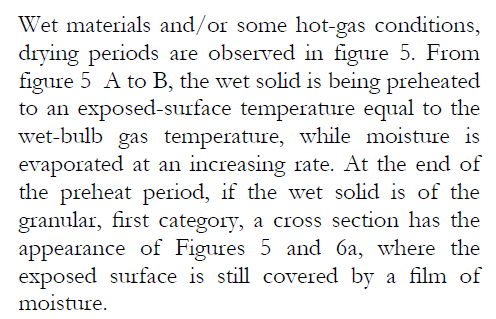 Wet materials and/or some hot-gas conditions,
drying periods are observed in figure 5. From
figure 5 A to B, the wet solid is being preheated
to an exposed-surface temperature equal to the
wet-bulb gas temperature, while moisture is
evaporated at an increasing rate. At the end of
the preheat period, if the wet solid is of the
granular, first category, a cross section has the
appearance of Figures 5 and 6a, where the
exposed surface is still covered by a film of
moisture.